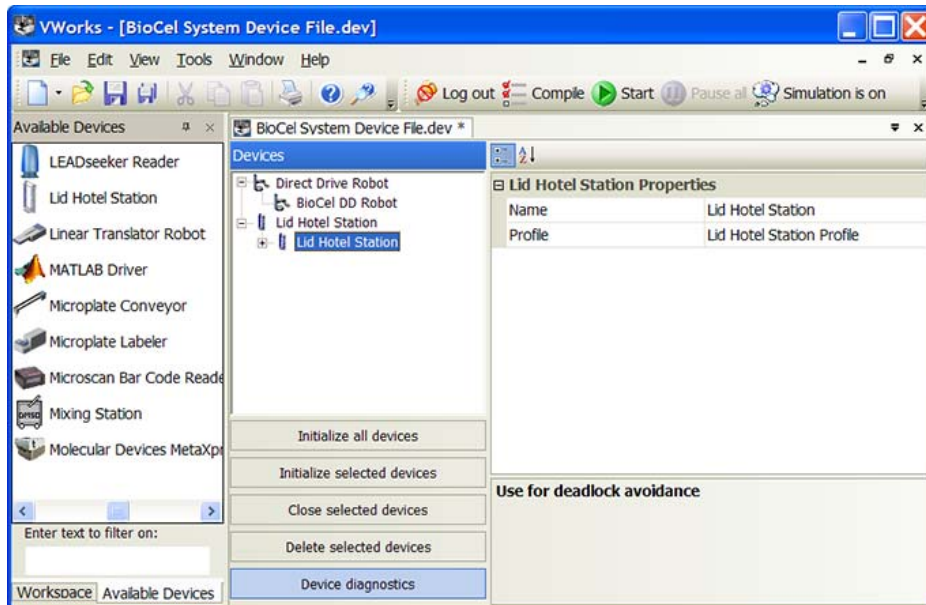 VWorks - [BioCel System Device File.dev]
File Edit View Tools Window Help
Log out Compile Start Pause all Simulation is on
Available Devices
LEADseeker Reader
Lid Hotel Station
Linear Translator Robot
MATLAB Driver
Microplate Conveyor
Microplate Labeler
Microscan Bar Code Reade
DMSO
Mixing Station
Molecular Devices MetaXpr
Enter text to filter on:
Workspace Available Devices
BioCel System Device File.dev *
Devices
Direct Drive Robot
BioCel DD Robot
Lid Hotel Station
Lid Hotel Station
Initialize all devices
Initialize selected devices
Close selected devices
Delete selected devices
Device diagnostics
Lid Hotel Station Properties
Name Lid Hotel Station
Profile Lid Hotel Station Profile
Use for deadlock avoidance